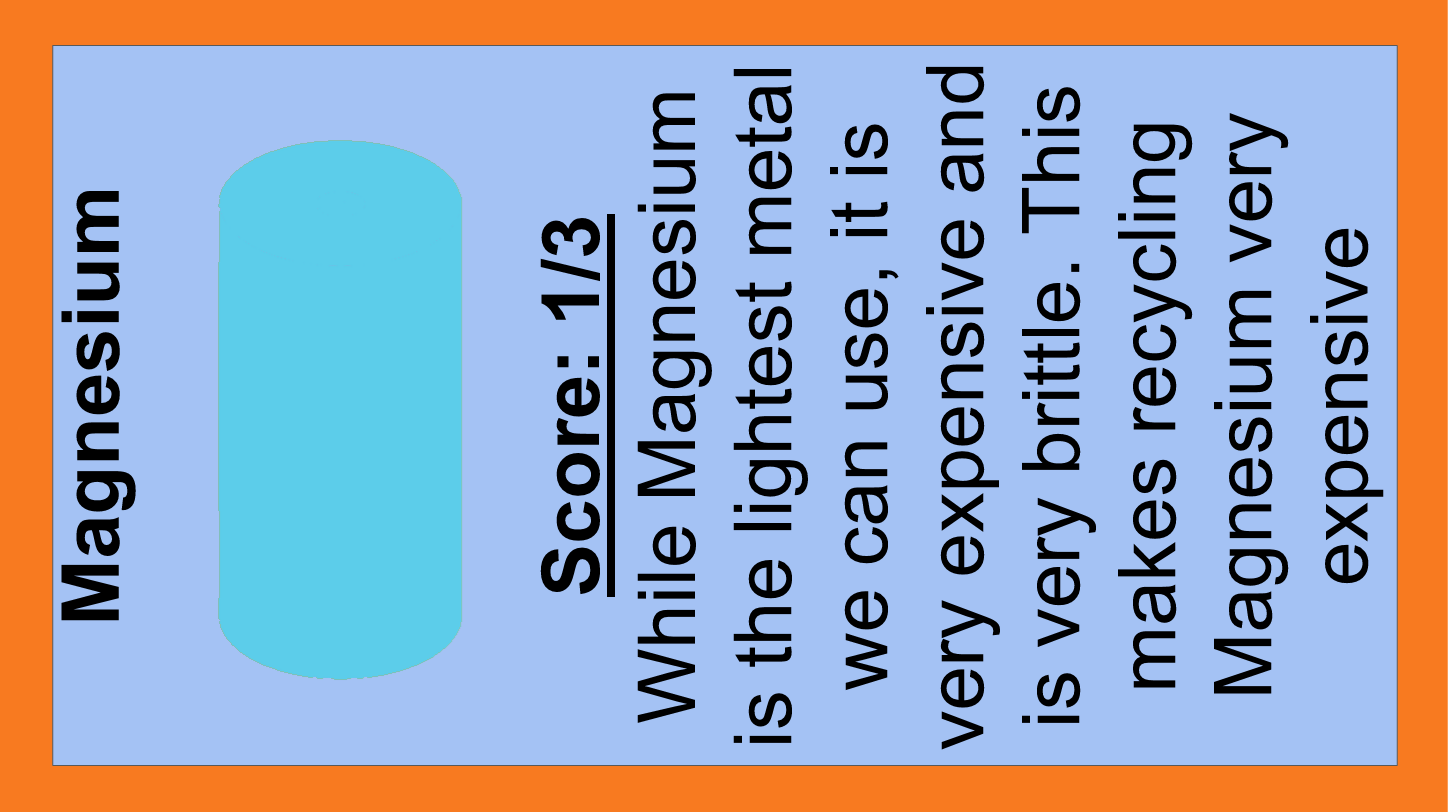 Magnesium
Score: 1/3
While Magnesium
is the lightest metal
we can use, it is
very expensive and
is very brittle. This
makes recycling
Magnesium very
expensive